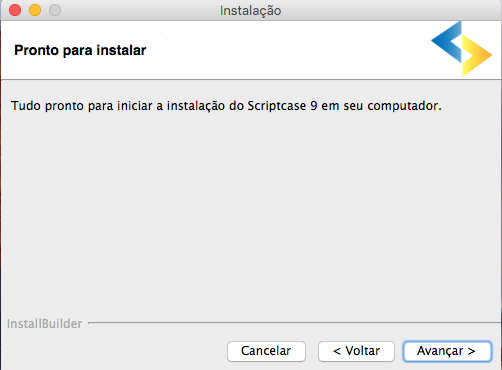 Instalação
Pronto para instalar
Tudo pronto para iniciar a instalação do Scriptcase 9 em seu computador.
InstallBuilder
Cancelar
< Voltar
Avançar >